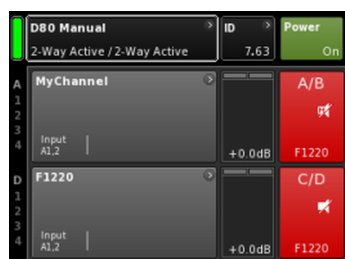 D80 Manual
ID
Power
2-Way Active / 2-Way Active
7.63
On
A
1
2
3
4
MyChannel
Input
A1,2
+0.0dB
A/B
F1220
D
1
2
3
4
F1220
Input
A1,2
+0.0dB
C/D
F1220